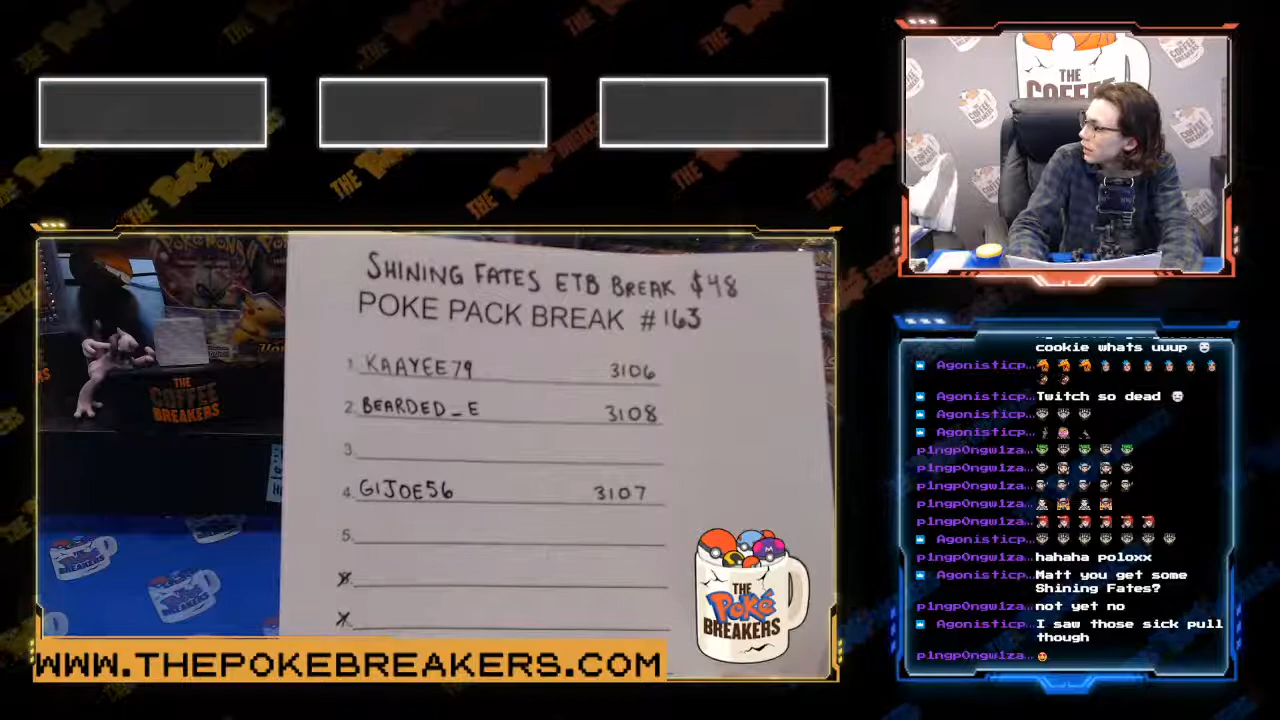 THE
COFFEE
BREAKERS
SHINING FATES ETB BREAK $48
POKE PACK BREAK #163
1. KAAYEE79 3106
2. BEARDED_E 3108
3.
4. GIJOE56 3107
5.
THE
COFFEE
BREAKERS
THE
Poké
BREAKERS
WWW.THEPOKEBREAKERS.COM
cookie whats uuup
Agonisticp...
Agonisticp... Twitch so dead
Agonisticp...
Agonisticp...
p1ngp0ngw1za...
p1ngp0ngw1za...
p1ngp0ngw1za...
p1ngp0ngw1za...
p1ngp0ngw1za...
Agonisticp...
p1ngp0ngw1za... hahaha poloxx
Agonisticp... Matt you get some
Shining Fates?
p1ngp0ngw1za... not yet no
Agonisticp... I saw those sick pull
though
p1ngp0ngw1za...